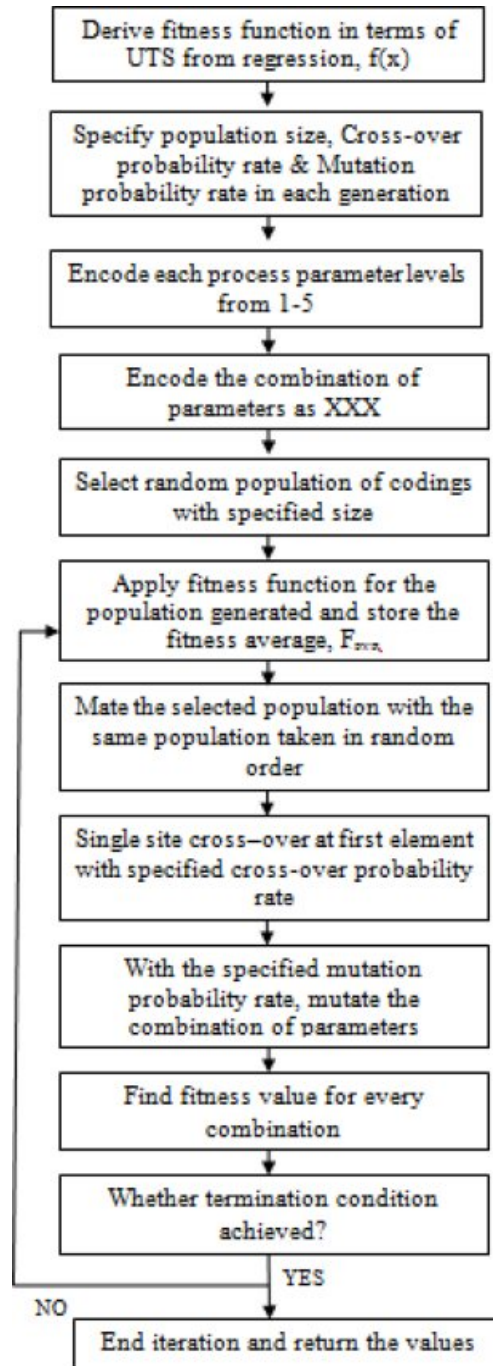 Derive fitness function in terms of
UTS from regression, f(x)
Specify population size, Cross-over
probability rate & Mutation
probability rate in each generation
Encode each process parameter levels
from 1-5
Encode the combination of
parameters as XXX
Select random population of codings
with specified size
Apply fitness function for the
population generated and store the
fitness average, F
Mate the selected population with the
same population taken in random
order
Single site cross–over at first element
with specified cross-over probability
rate
With the specified mutation
probability rate, mutate the
combination of parameters
Find fitness value for every
combination
Whether termination condition
achieved?
YES
NO
End iteration and return the values